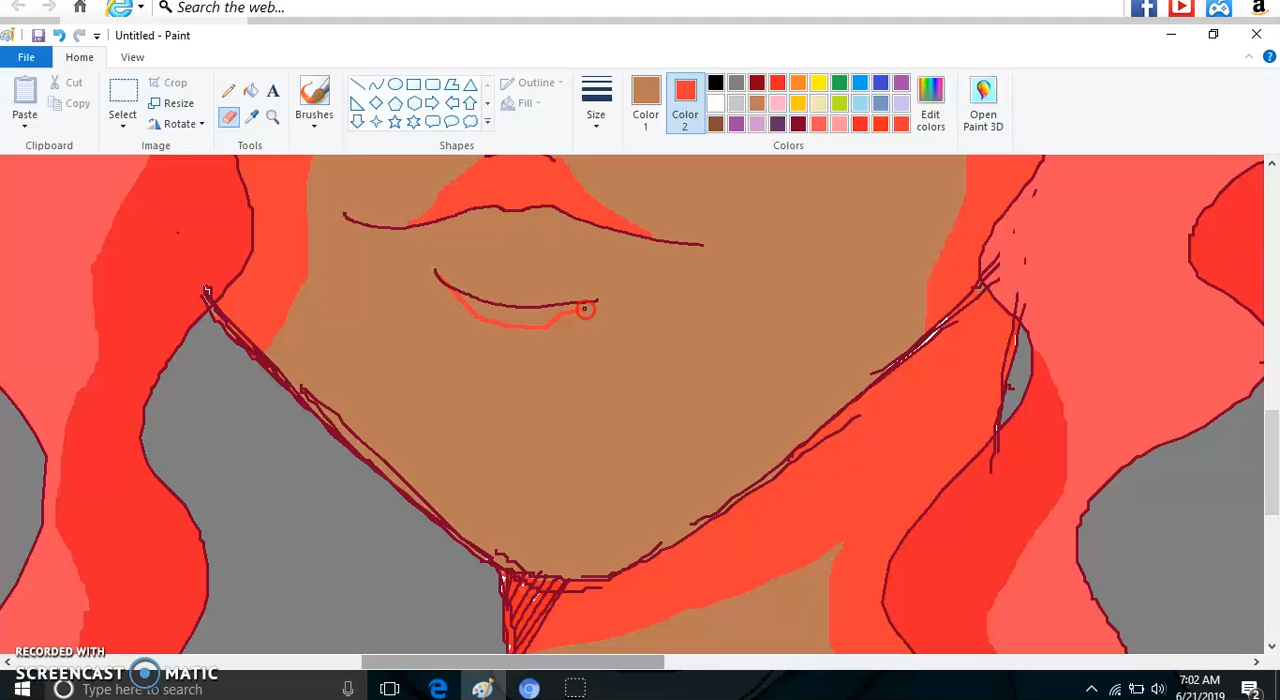 Search the web...
Untitled - Paint
File
Home
View
Paste
Cut
Copy
Clipboard
Select
Crop
Resize
Rotate
Image
A
Tools
Brushes
Outline
Fill
Shapes
Size
Color 1
Color 2
Edit colors
Open Paint 3D
Colors
RECORDED WITH
SCREENCAST MATIC
Type here to search
7:02 AM
6/21/2019
2